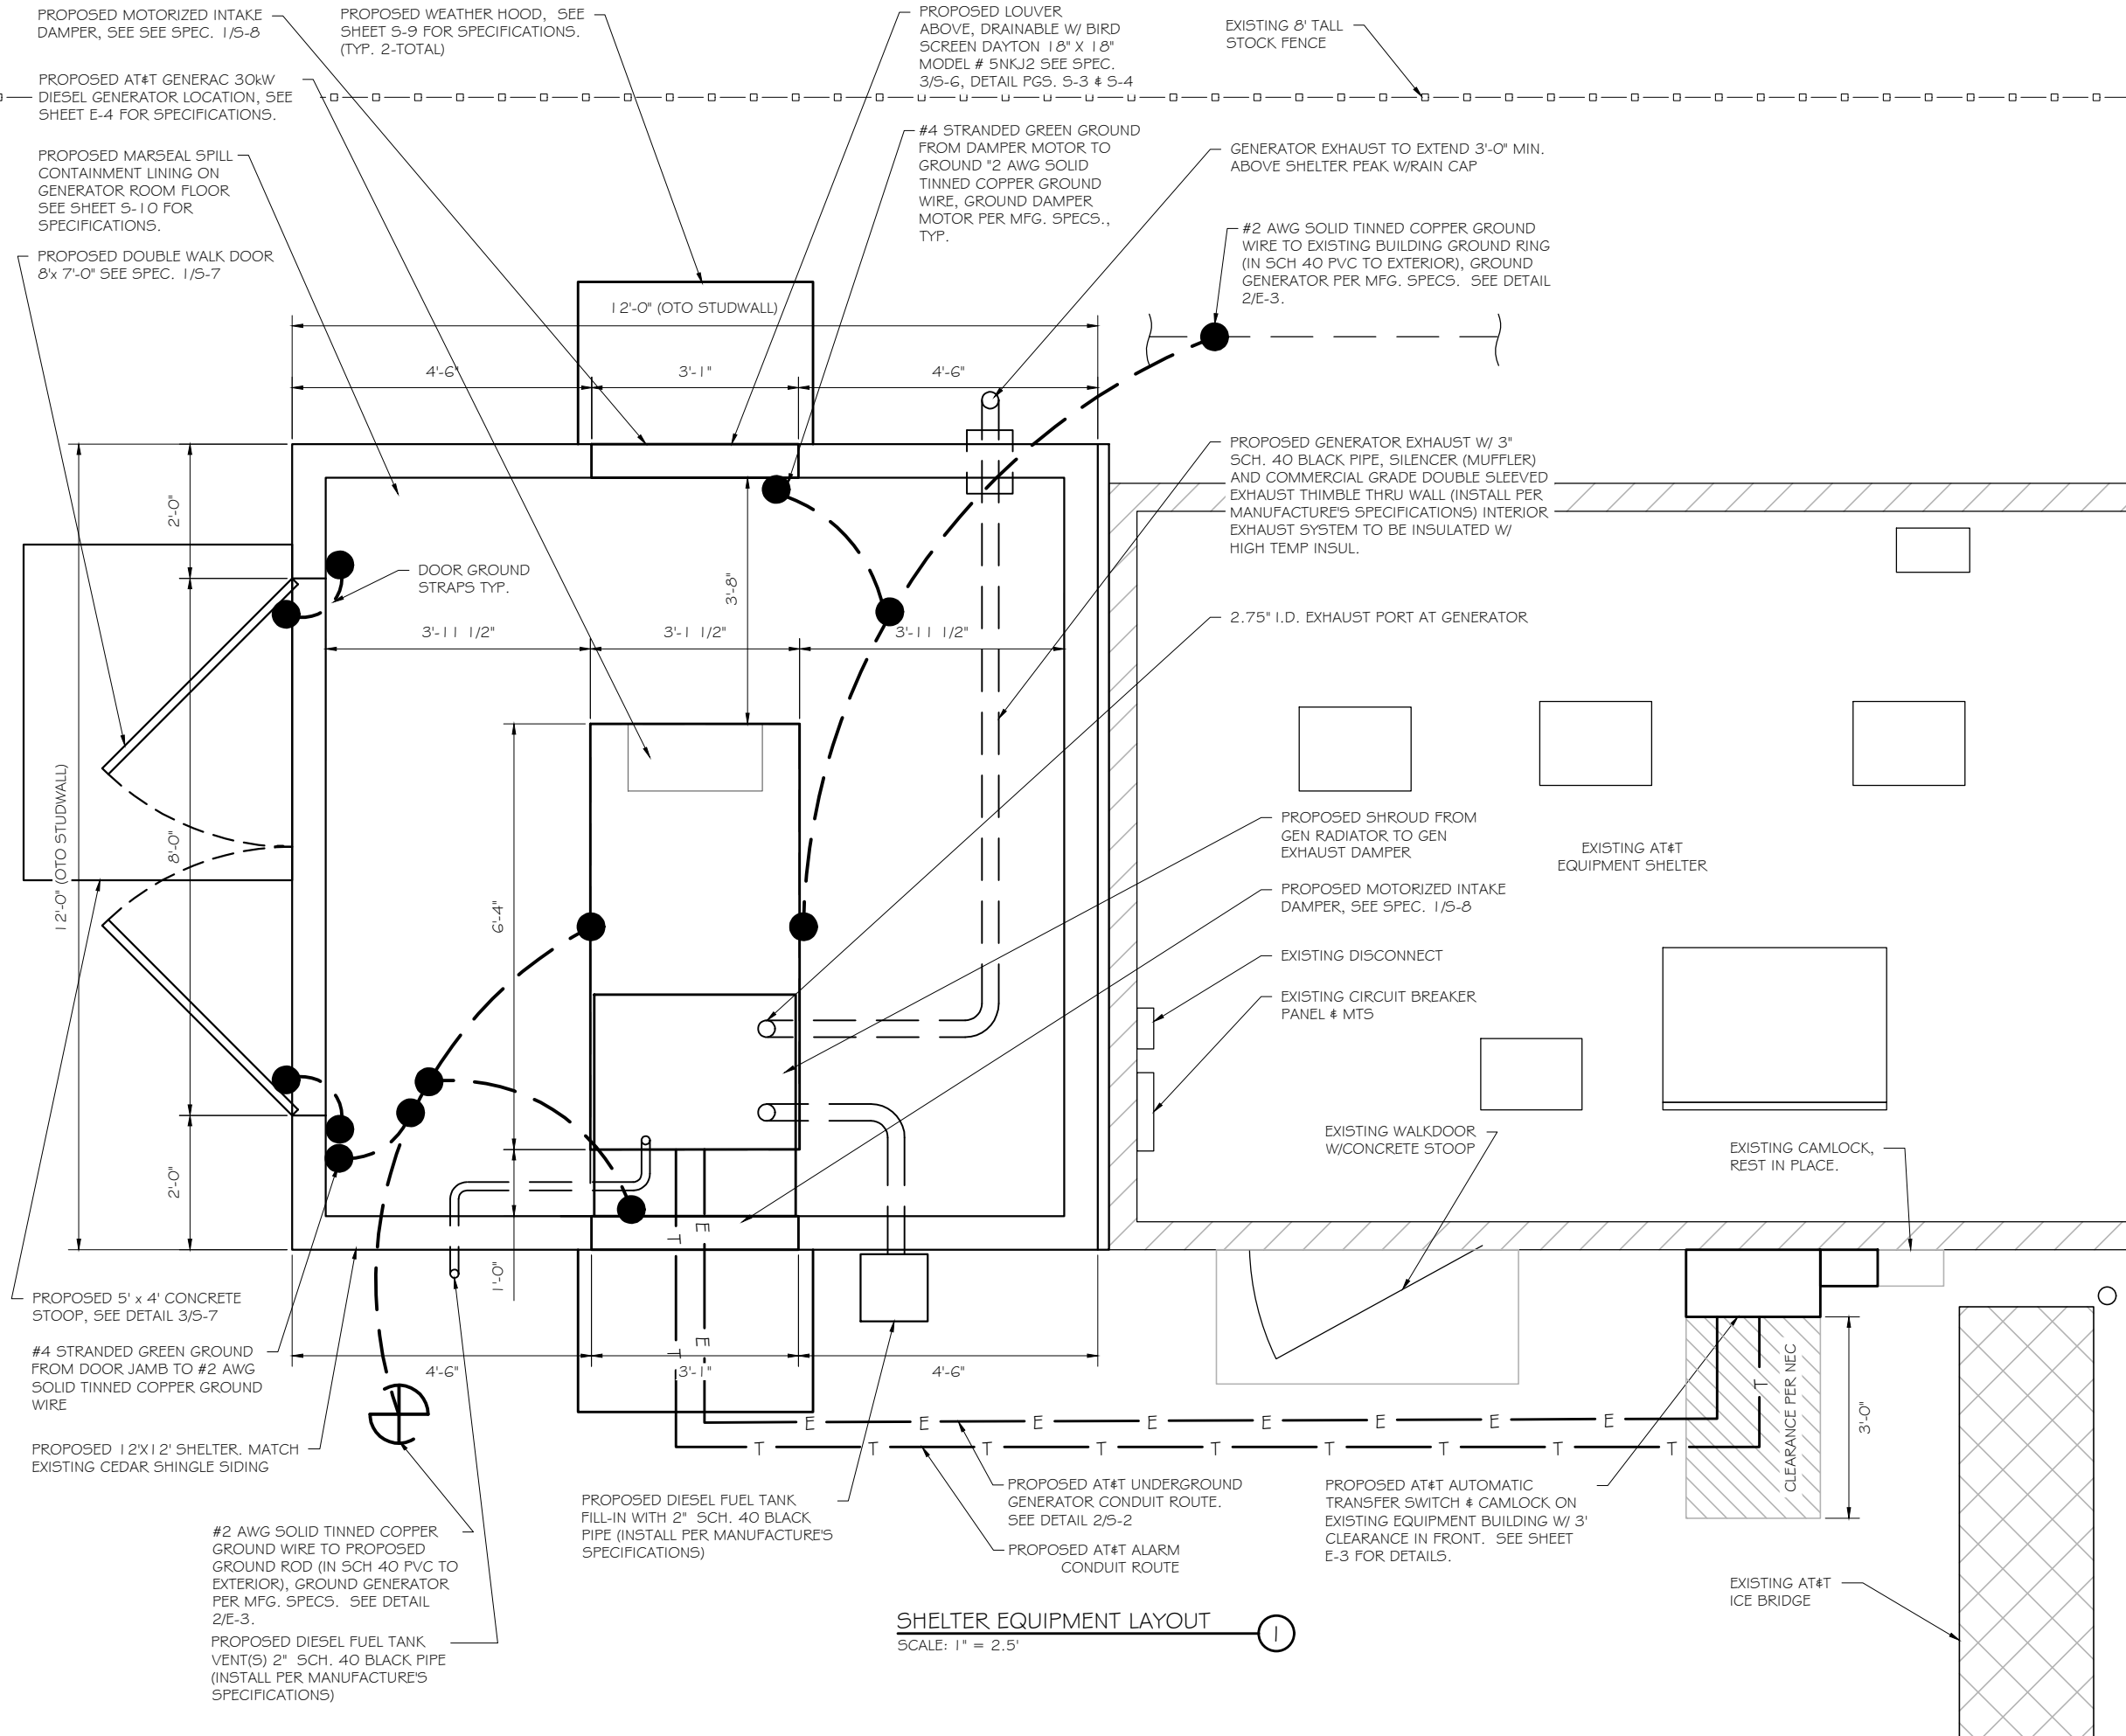 PROPOSED MOTORIZED INTAKE
DAMPER, SEE SEE SPEC. 1/S-8
PROPOSED WEATHER HOOD, SEE
SHEET S-9 FOR SPECIFICATIONS.
(TYP. 2-TOTAL)
PROPOSED LOUVER
ABOVE, DRAINABLE W/ BIRD
SCREEN DAYTON 18" X 18"
MODEL # 5NKJ2 SEE SPEC.
3/S-6, DETAIL PGS. S-3 & S-4
EXISTING 8' TALL
STOCK FENCE
PROPOSED AT&T GENERAC 30kW
DIESEL GENERATOR LOCATION, SEE
SHEET E-4 FOR SPECIFICATIONS.
#4 STRANDED GREEN GROUND
FROM DAMPER MOTOR TO
GROUND "2 AWG SOLID
TINNED COPPER GROUND
WIRE, GROUND DAMPER
MOTOR PER MFG. SPECS.,
TYP.
GENERATOR EXHAUST TO EXTEND 3'-0" MIN.
ABOVE SHELTER PEAK W/RAIN CAP
PROPOSED MARSEAL SPILL
CONTAINMENT LINING ON
GENERATOR ROOM FLOOR
SEE SHEET S-10 FOR
SPECIFICATIONS.
#2 AWG SOLID TINNED COPPER GROUND
WIRE TO EXISTING BUILDING GROUND RING
(IN SCH 40 PVC TO EXTERIOR), GROUND
GENERATOR PER MFG. SPECS. SEE DETAIL
2/E-3.
PROPOSED DOUBLE WALK DOOR
8'x 7'-0" SEE SPEC. 1/S-7
12'-0" (OTO STUDWALL)
4'-6"
3'-1"
4'-6"
PROPOSED GENERATOR EXHAUST W/ 3"
SCH. 40 BLACK PIPE, SILENCER (MUFFLER)
AND COMMERCIAL GRADE DOUBLE SLEEVED
EXHAUST THIMBLE THRU WALL (INSTALL PER
MANUFACTURE'S SPECIFICATIONS) INTERIOR
EXHAUST SYSTEM TO BE INSULATED W/
HIGH TEMP INSUL.
2'-0"
DOOR GROUND
STRAPS TYP.
3'-8"
2.75" I.D. EXHAUST PORT AT GENERATOR
3'-11 1/2"
3'-1 1/2"
3'-11 1/2"
12'-0" (OTO STUDWALL)
8'-0"
6'-4"
PROPOSED SHROUD FROM
GEN RADIATOR TO GEN
EXHAUST DAMPER
EXISTING AT&T
EQUIPMENT SHELTER
PROPOSED MOTORIZED INTAKE
DAMPER, SEE SPEC. 1/S-8
EXISTING DISCONNECT
EXISTING CIRCUIT BREAKER
PANEL & MTS
EXISTING WALKDOOR
W/CONCRETE STOOP
EXISTING CAMLOCK,
REST IN PLACE.
2'-0"
1'-0"
E
T
E
T
PROPOSED 5' x 4' CONCRETE
STOOP, SEE DETAIL 3/S-7
#4 STRANDED GREEN GROUND
FROM DOOR JAMB TO #2 AWG
SOLID TINNED COPPER GROUND
WIRE
4'-6"
3'-1"
4'-6"
CLEARANCE PER NEC
3'-0"
T
E E E E E E E E
T T T T T T T T T
PROPOSED 12'X12' SHELTER. MATCH
EXISTING CEDAR SHINGLE SIDING
PROPOSED DIESEL FUEL TANK
FILL-IN WITH 2" SCH. 40 BLACK
PIPE (INSTALL PER MANUFACTURE'S
SPECIFICATIONS)
PROPOSED AT&T UNDERGROUND
GENERATOR CONDUIT ROUTE.
SEE DETAIL 2/S-2
PROPOSED AT&T ALARM
CONDUIT ROUTE
PROPOSED AT&T AUTOMATIC
TRANSFER SWITCH & CAMLOCK ON
EXISTING EQUIPMENT BUILDING W/ 3'
CLEARANCE IN FRONT. SEE SHEET
E-3 FOR DETAILS.
#2 AWG SOLID TINNED COPPER
GROUND WIRE TO PROPOSED
GROUND ROD (IN SCH 40 PVC TO
EXTERIOR), GROUND GENERATOR
PER MFG. SPECS. SEE DETAIL
2/E-3.
EXISTING AT&T
ICE BRIDGE
PROPOSED DIESEL FUEL TANK
VENT(S) 2" SCH. 40 BLACK PIPE
(INSTALL PER MANUFACTURE'S
SPECIFICATIONS)
SHELTER EQUIPMENT LAYOUT
1
SCALE: 1" = 2.5'